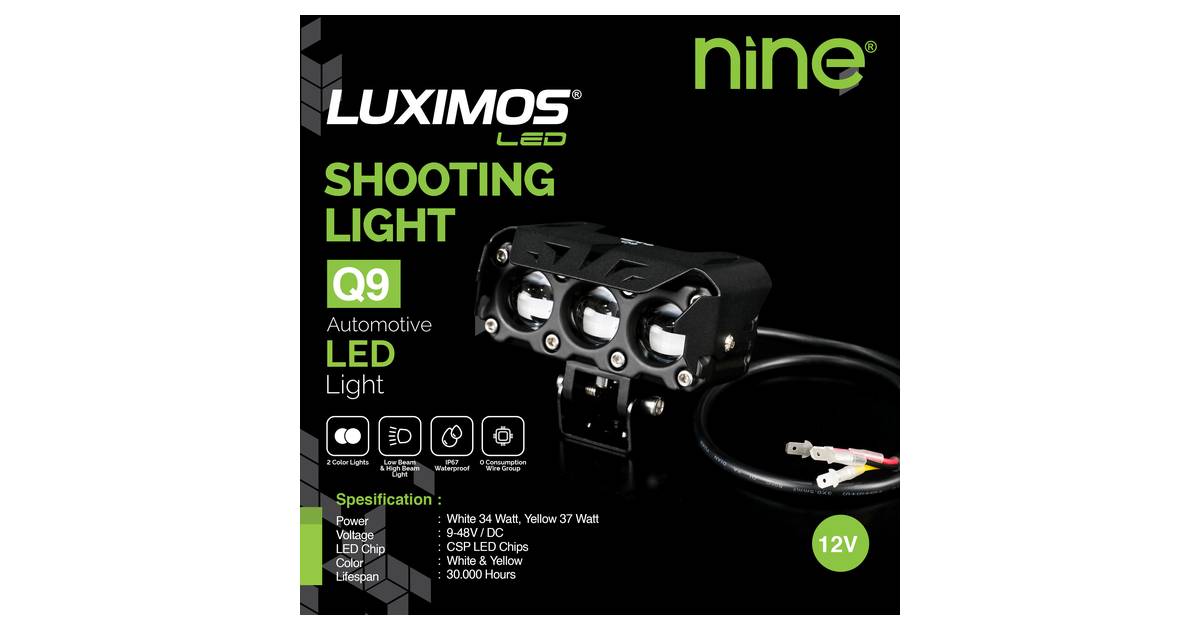 nine®
LUXIMOS®
LED
SHOOTING
LIGHT
Q9
Automotive
LED
Light
2 Color Lights
Low Beam
& High Beam
Light
IP67
Waterproof
0 Consumption
Wire Group
Spesification :
Power : White 34 Watt, Yellow 37 Watt
Voltage : 9-48V / DC
LED Chip : CSP LED Chips
Color : White & Yellow
Lifespan : 30.000 Hours
12V